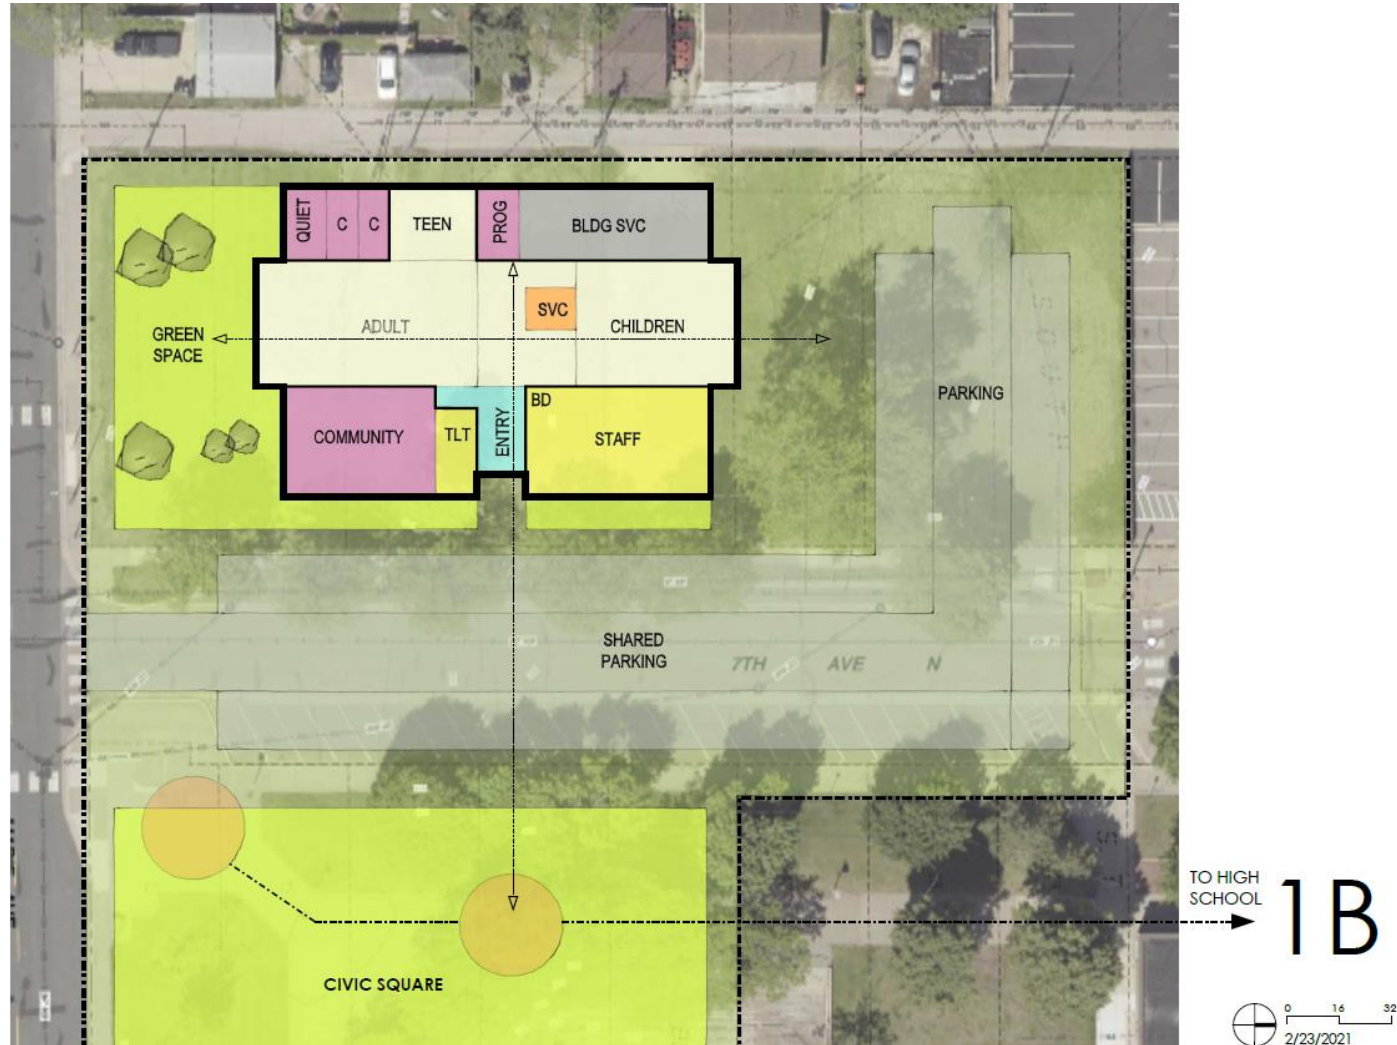 QUIET
C
C
TEEN
PROG
BLDG SVC
SVC
ADULT
CHILDREN
GREEN
SPACE
PARKING
BD
COMMUNITY
TLT
ENTRY
STAFF
SHARED
PARKING
7TH AVE N
TO HIGH
SCHOOL
1B
CIVIC SQUARE
0 16 32
2/23/2021